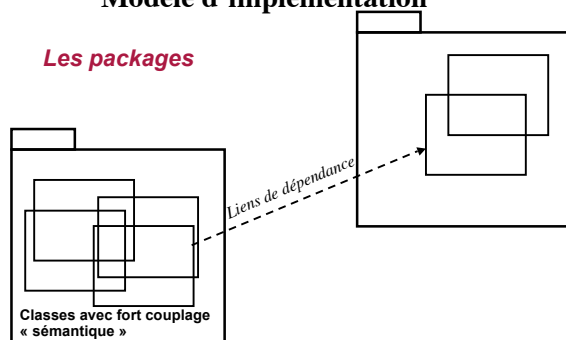 Modèle d'implémentation
Les packages
Liens de dépendance
Classes avec fort couplage
« sémantique »